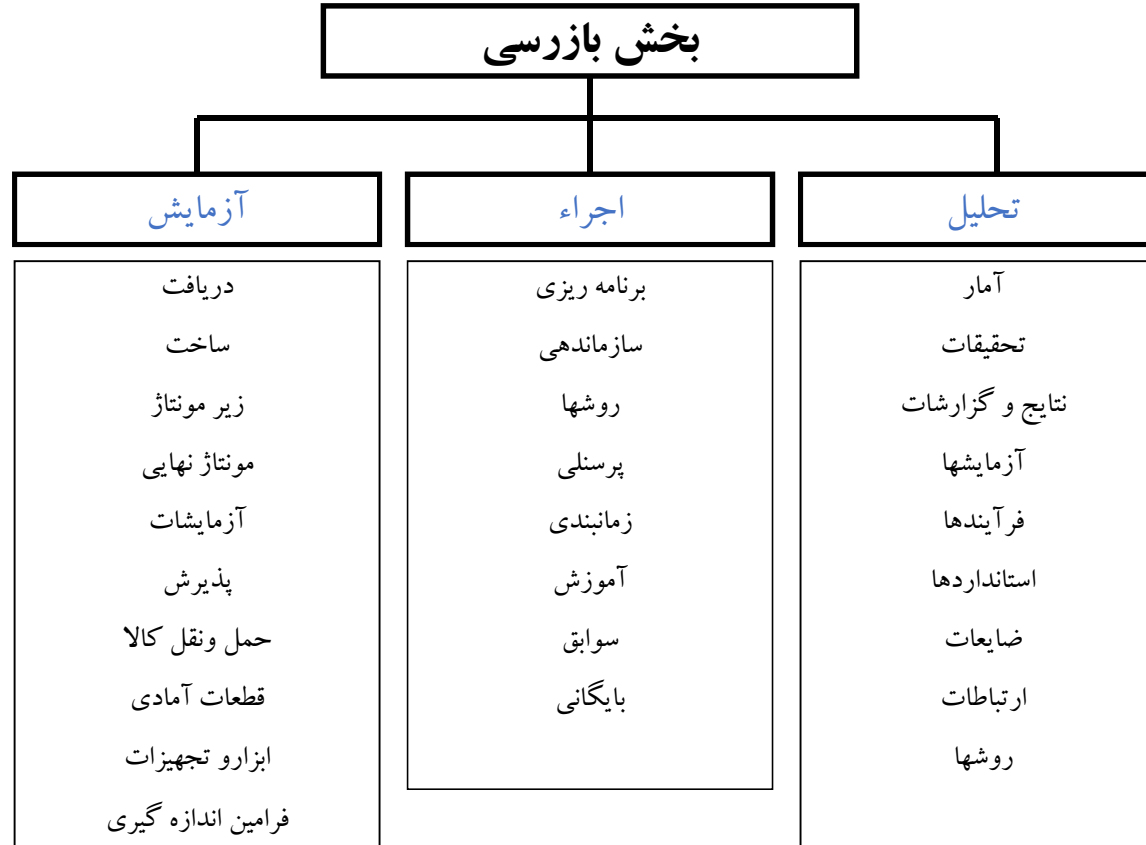 بخش بازرسی
تحلیل
آمار
تحقیقات
نتایج و گزارشات
آزمایشها
فرآیندها
استانداردها
ضایعات
ارتباطات
روشها
اجراء
برنامه ریزی
سازماندهی
روشها
پرسنلی
زمانبندی
آموزش
سوابق
بایگانی
آزمایش
دریافت
ساخت
زیر مونتاژ
مونتاژ نهایی
آزمایشات
پذیرش
حمل ونقل کالا
قطعات آمادی
ابزارو تجهیزات
فرامین اندازه گیری